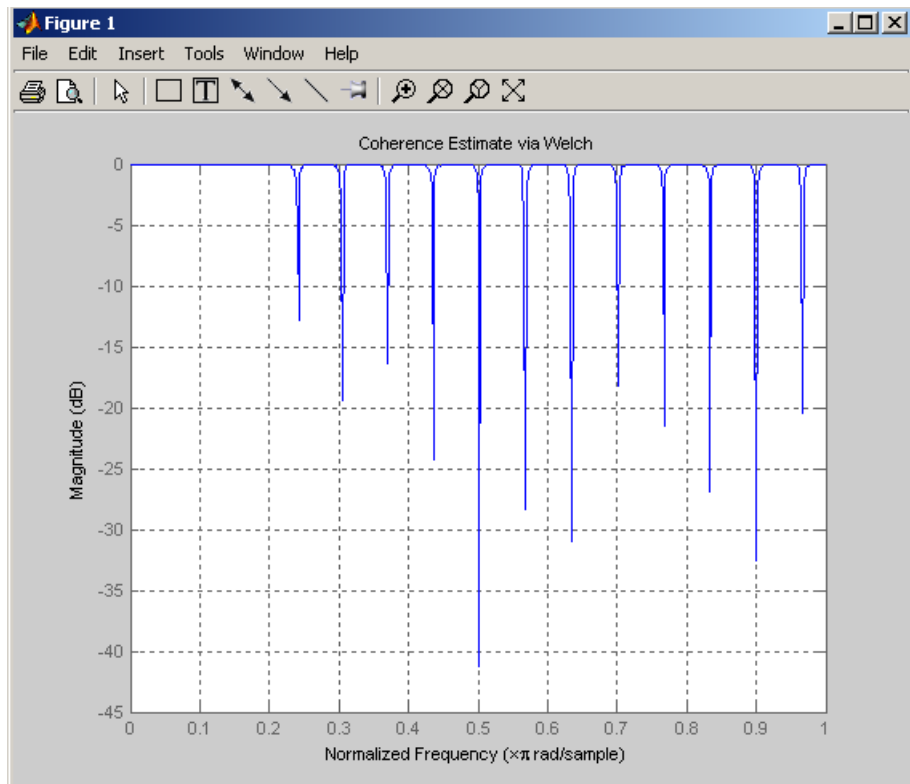 Figure 1
File Edit Insert Tools Window Help
T
Coherence Estimate via Welch
Magnitude (dB)
0
-5
-10
-15
-20
-25
-30
-35
-40
-45
0 0.1 0.2 0.3 0.4 0.5 0.6 0.7 0.8 0.9 1
Normalized Frequency (×π rad/sample)